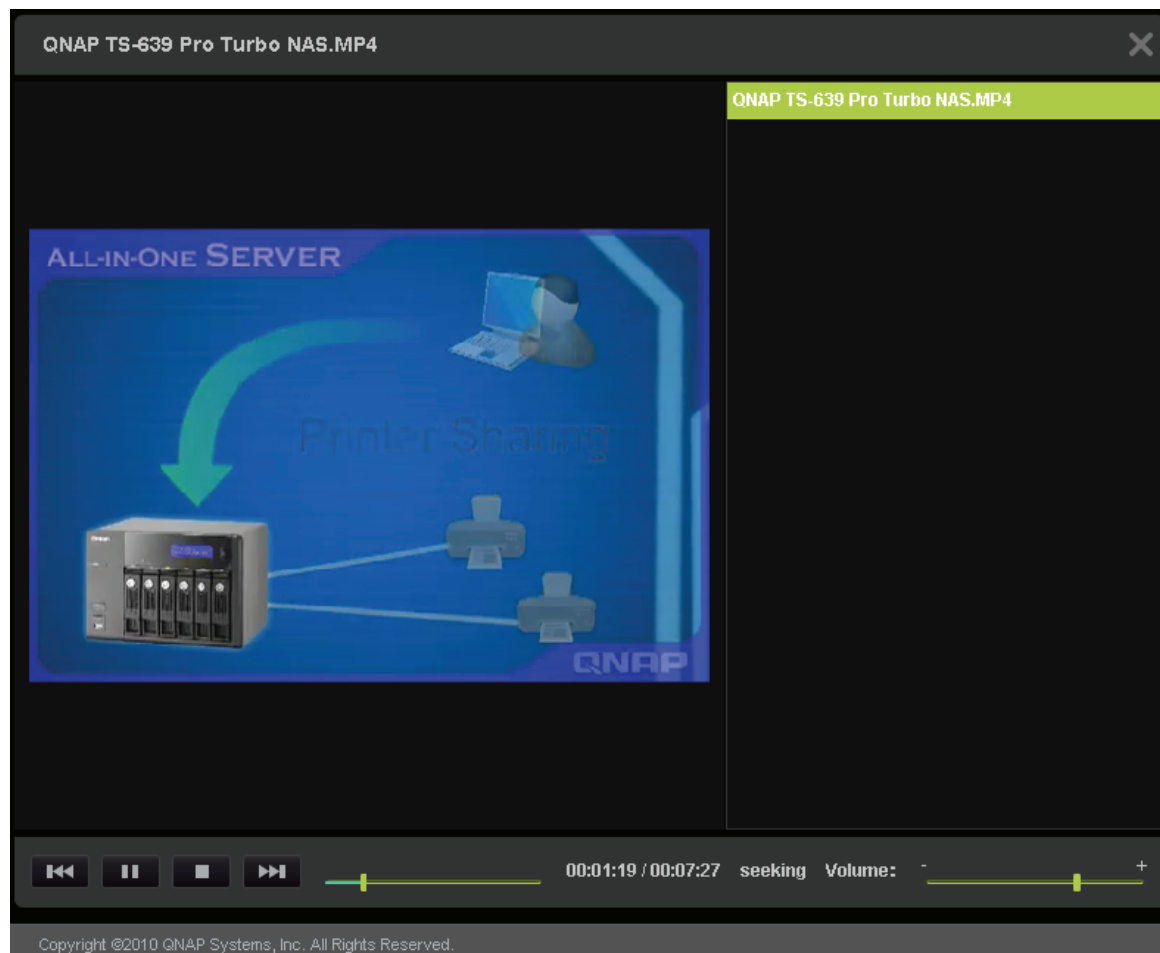 QNAP TS-639 Pro Turbo NAS.MP4
QNAP TS-639 Pro Turbo NAS.MP4
ALL-IN-ONE SERVER
Printer Sharing
QNAP
00:01:19 / 00:07:27 seeking Volume: - +
Copyright ©2010 QNAP Systems, Inc. All Rights Reserved.